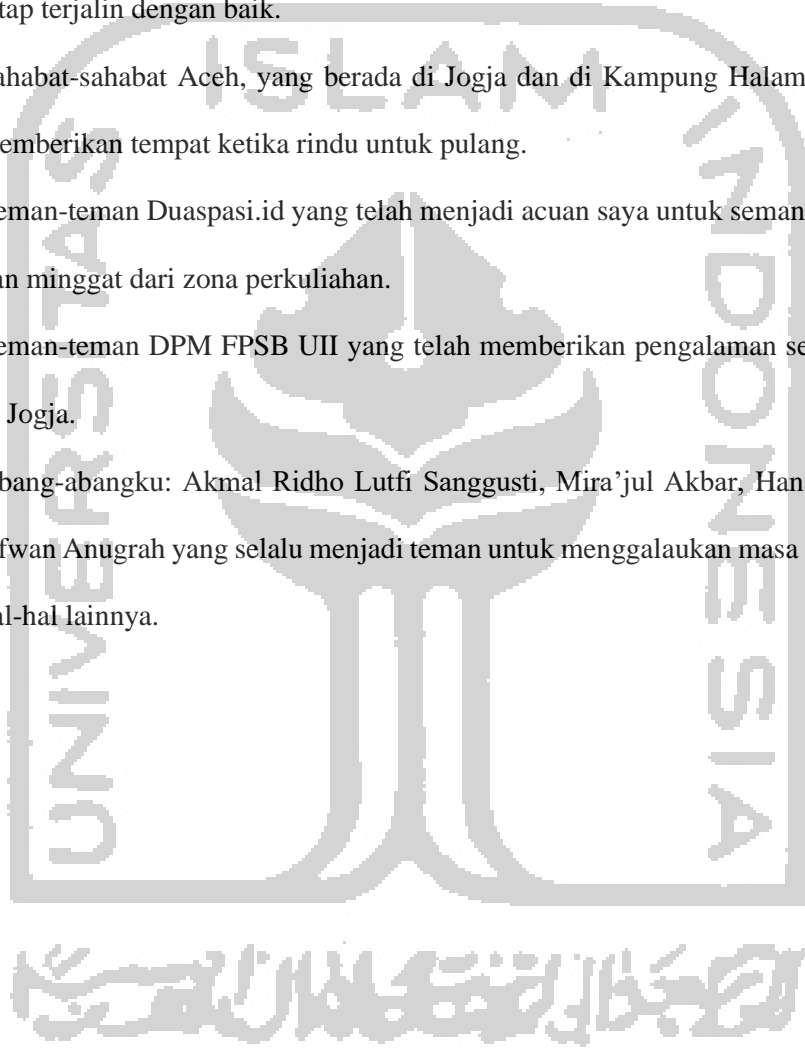 tap terjalin dengan baik.
ahabat-sahabat Aceh, yang berada di Jogja dan di Kampung Halam
emberikan tempat ketika rindu untuk pulang.
eman-teman Duaspasi.id yang telah menjadi acuan saya untuk seman
an minggat dari zona perkuliahan.
eman-teman DPM FPSB UII yang telah memberikan pengalaman se
Jogja.
bang-abangku: Akmal Ridho Lutfi Sanggusti, Mira’jul Akbar, Han
fwan Anugrah yang selalu menjadi teman untuk menggalaukan masa
al-hal lainnya.
UNIVERSITAS
ISLAM
INDONESIA